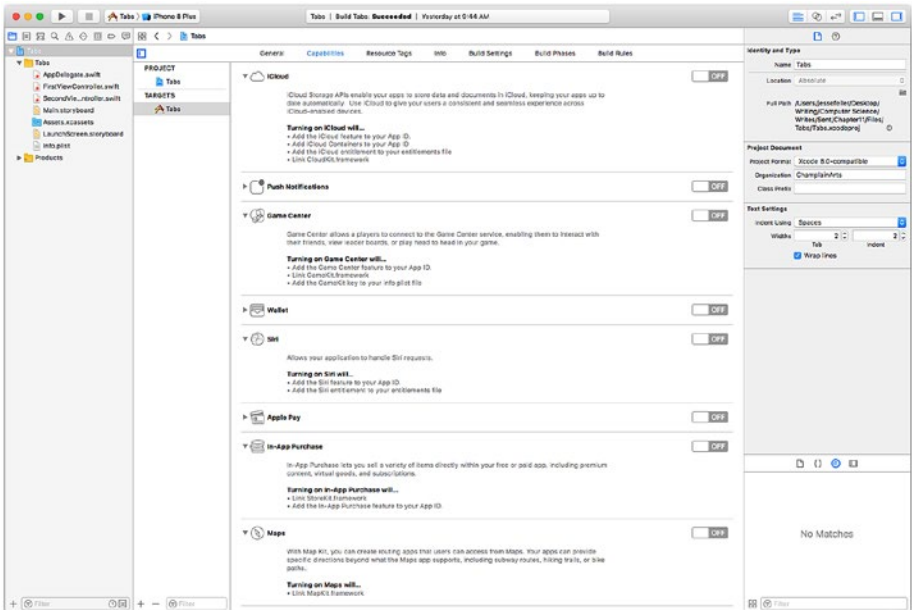 Tabs
iPhone 8 Plus
Tabs | Build Tabs: Succeeded | Yesterday at 9:44 AM
Tabs
Tabs
Tabs
AppDelegate.swift
FirstViewController.swift
SecondVie...ntroller.swift
Main.storyboard
Assets.xcassets
LaunchScreen.storyboard
Info.plist
Products
Filter
General
Capabilities
Resource Tags
Info
Build Settings
Build Phases
Build Rules
PROJECT
Tabs
TARGETS
Tabs
Filter
iCloud
OFF
iCloud Storage APIs enable your apps to store data and documents in iCloud, keeping your apps up to
date automatically. Use iCloud to give your users a consistent and seamless experience across
iCloud-enabled devices.
Turning on iCloud will...
• Add the iCloud feature to your App ID.
• Add iCloud Containers to your App ID
• Add the iCloud entitlement to your entitlements file
• Link CloudKit.framework
Push Notifications
OFF
Game Center
OFF
Game Center allows a players to connect to the Game Center service, enabling them to interact with
their friends, view leader boards, or play head to head in your game.
Turning on Game Center will...
• Add the Game Center feature to your App ID.
• Link GameKit.framework
• Add the GameKit key to your info plist file
Wallet
OFF
Siri
OFF
Allows your application to handle Siri requests.
Turning on Siri will...
• Add the Siri feature to your App ID.
• Add the Siri entitlement to your entitlements file
Apple Pay
OFF
In-App Purchase
OFF
In-App Purchase lets you sell a variety of items directly within your free or paid app, including premium
content, virtual goods, and subscriptions.
Turning on In-App Purchase will...
• Link StoreKit.framework
• Add the In-App Purchase feature to your App ID.
Maps
OFF
With Map Kit, you can create routing apps that users can access from Maps. Your apps can provide
specific directions beyond what the Maps app supports, including subway routes, hiking trails, or bike
paths.
Turning on Maps will...
• Link MapKit.framework
Identity and Type
Name Tabs
Location Absolute
Full Path /Users/jessefeiler/Desktop/
Writing/Computer Science/
Writes/Sent/Chapter11/Files/
Tabs/Tabs.xcodeproj
Project Document
Project Format Xcode 8.0-compatible
Organization ChamplainArts
Class Prefix
Text Settings
Indent Using Spaces
Widths 2 2
Tab Indent
Wrap lines
No Matches
Filter